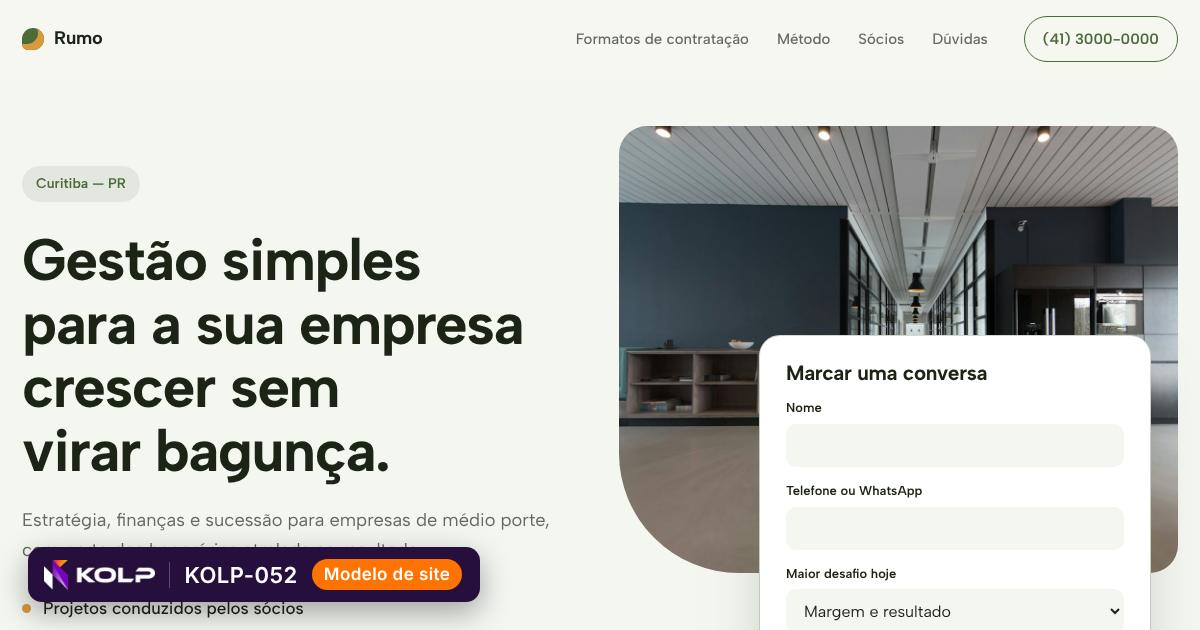 Rumo
Formatos de contratação
Método
Sócios
Dúvidas
(41) 3000-0000
Curitiba — PR
Gestão simples
para a sua empresa
crescer sem
virar bagunça.
Estratégia, finanças e sucessão para empresas de médio porte,
KOLP
KOLP-052
Modelo de site
Projetos conduzidos pelos sócios
Marcar uma conversa
Nome
Telefone ou WhatsApp
Maior desafio hoje
Margem e resultado